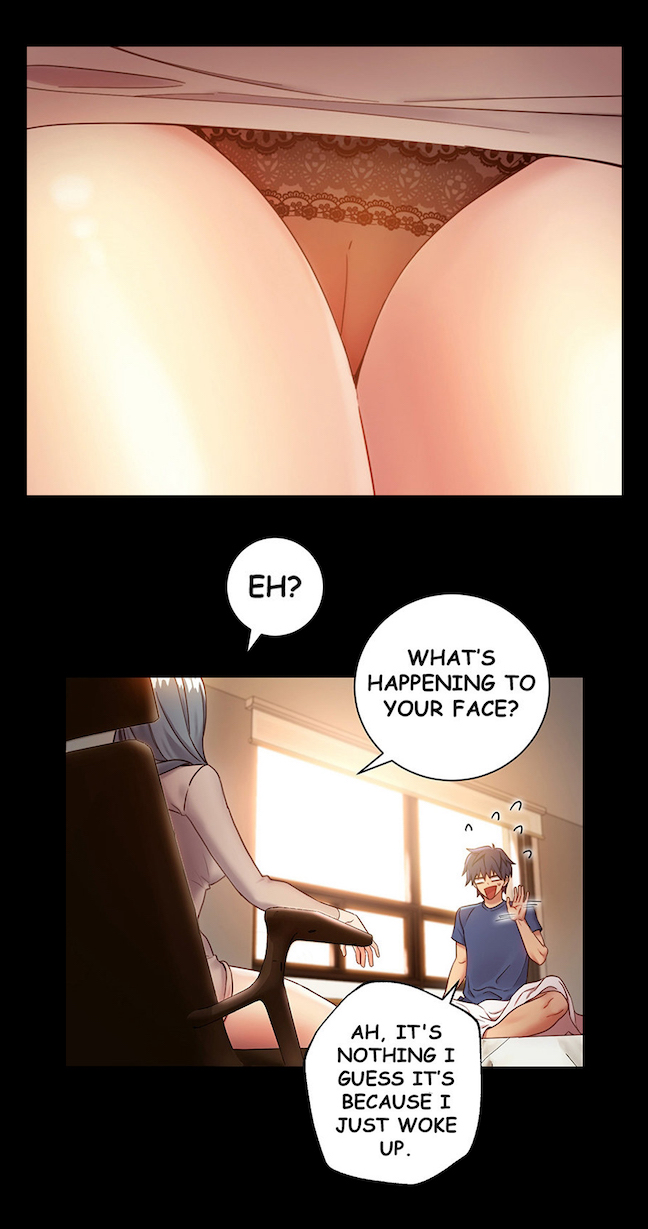 EH?
WHAT'S
HAPPENING TO
YOUR FACE?
AH, IT'S
NOTHING I
GUESS IT'S
BECAUSE I
JUST WOKE
UP.